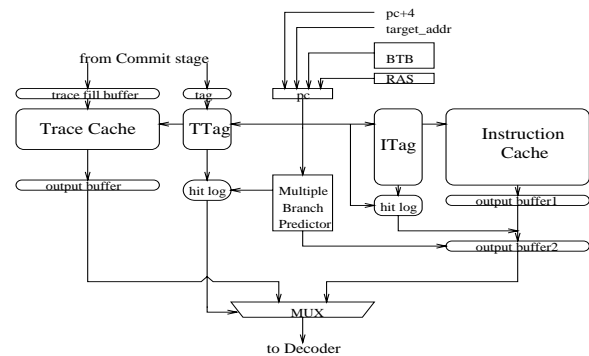 pc+4
target_addr
BTB
RAS
from Commit stage
trace fill buffer
tag
pc
Trace Cache
TTag
ITag
Instruction
Cache
output buffer
hit log
Multiple
Branch
Predictor
hit log
output buffer1
output buffer2
MUX
to Decoder